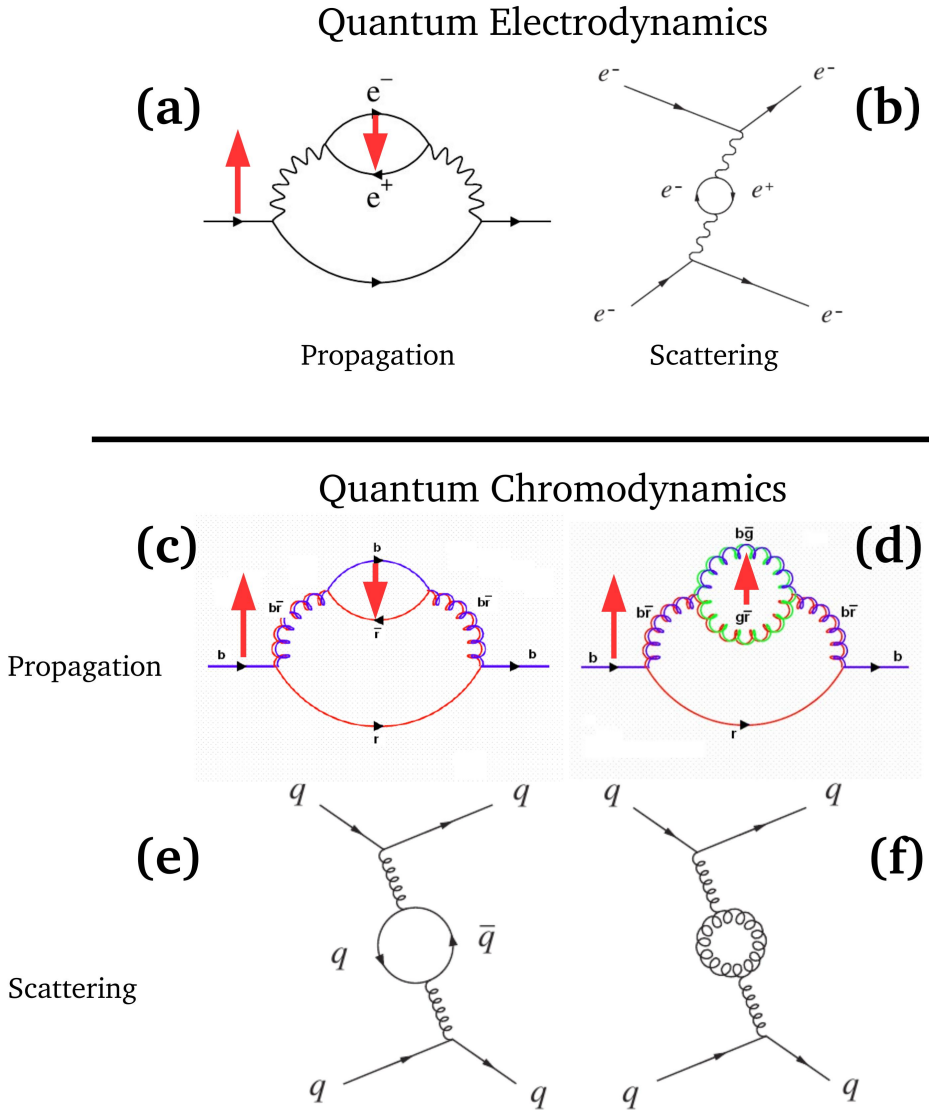 Quantum Electrodynamics
(a)
e⁻
e⁺
Propagation
(b)
e⁻
e⁻
e⁻
e⁺
e⁻
e⁻
Scattering
Quantum Chromodynamics
Propagation
(c)
b
r̄
br̄
br̄
b
b
r
(d)
bḡ
gr̄
br̄
br̄
b
b
r
Scattering
(e)
q
q
q
q̄
q
q
(f)
q
q
q
q